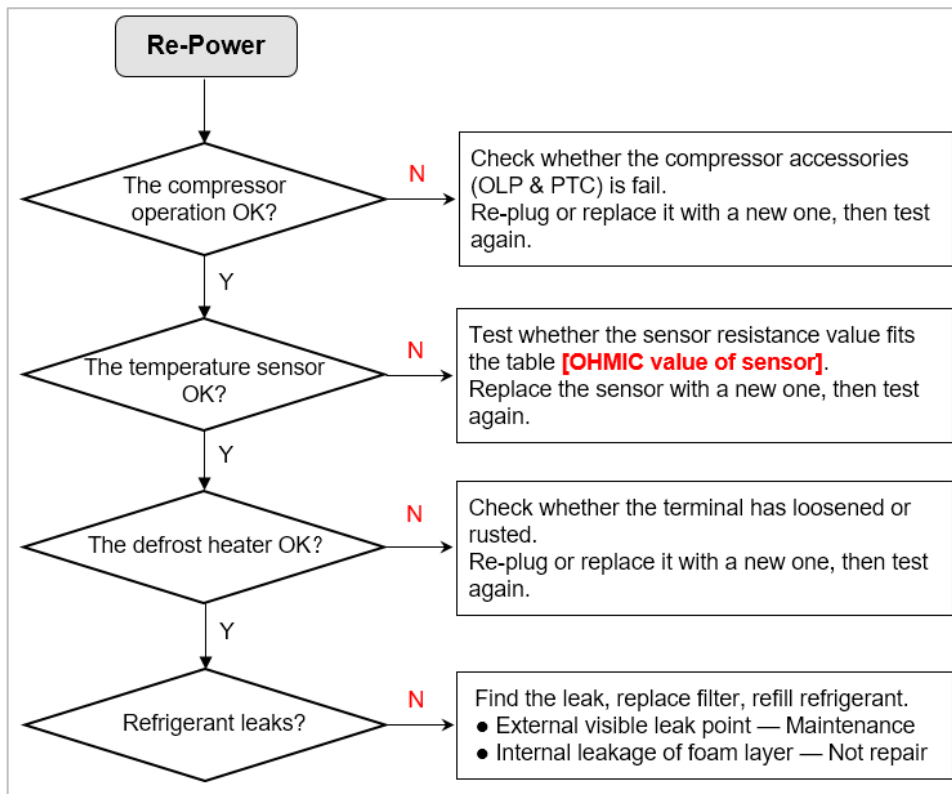 Re-Power
The compressor
operation OK?
N
Check whether the compressor accessories
(OLP & PTC) is fail.
Re-plug or replace it with a new one, then test
again.
Y
The temperature sensor
OK?
N
Test whether the sensor resistance value fits
the table [OHMIC value of sensor].
Replace the sensor with a new one, then test
again.
Y
The defrost heater OK?
N
Check whether the terminal has loosened or
rusted.
Re-plug or replace it with a new one, then test
again.
Y
Refrigerant leaks?
N
Find the leak, replace filter, refill refrigerant.
● External visible leak point — Maintenance
● Internal leakage of foam layer — Not repair